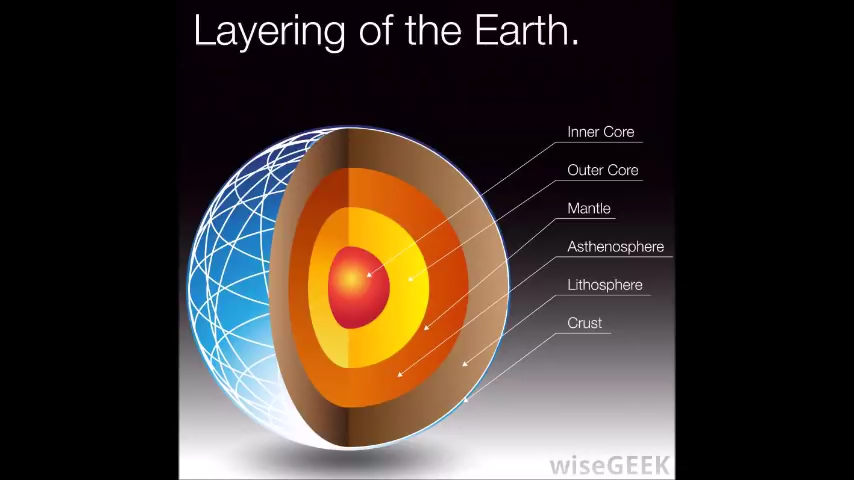 Layering of the Earth.
Inner Core
Outer Core
Mantle
Asthenosphere
Lithosphere
Crust
wiseGEEK